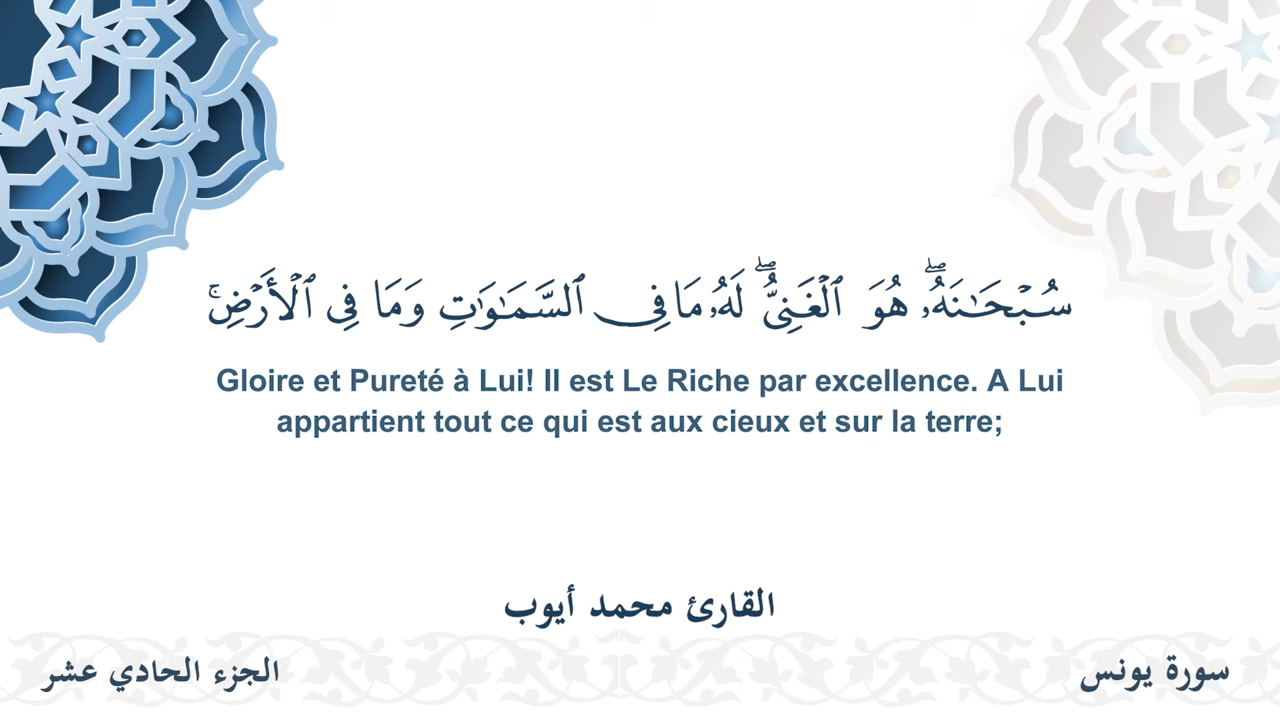 سُبْحَـٰنَهُۥۖ هُوَ ٱلْغَنِىُّۖ لَهُۥ مَا فِى ٱلسَّمَـٰوَٰتِ وَمَا فِى ٱلْأَرْضِۚ
Gloire et Pureté à Lui! Il est Le Riche par excellence. A Lui
appartient tout ce qui est aux cieux et sur la terre;
القارئ محمد أيوب
سورة يونس
الجزء الحادي عشر